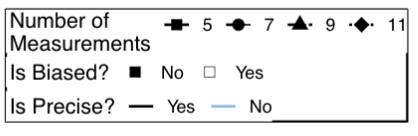 Number of Measurements 5 7 9 11
Is Biased? No Yes
Is Precise? Yes No